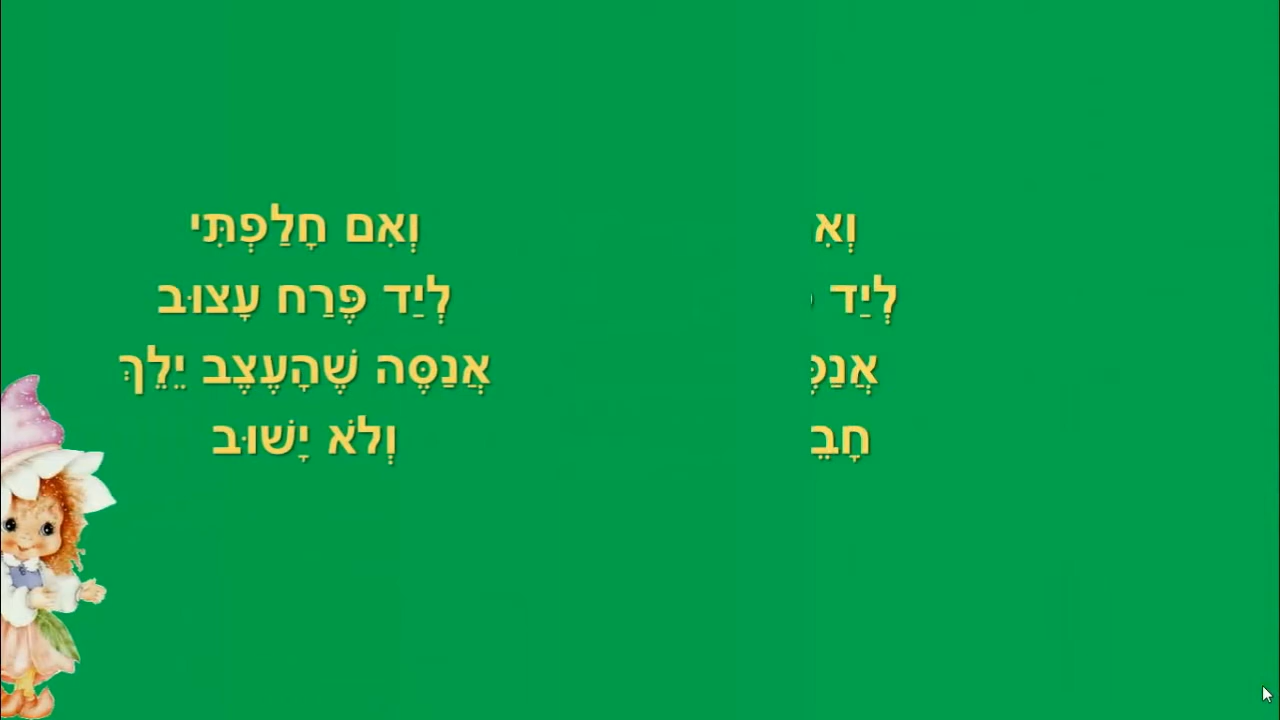 וְאִם חָלַפְתִּי
לְיַד פֶּרַח עָצוּב
אֲנַסֶּה שֶׁהָעֶצֶב יֵלֵךְ
וְלֹא יָשׁוּב
לְיַד